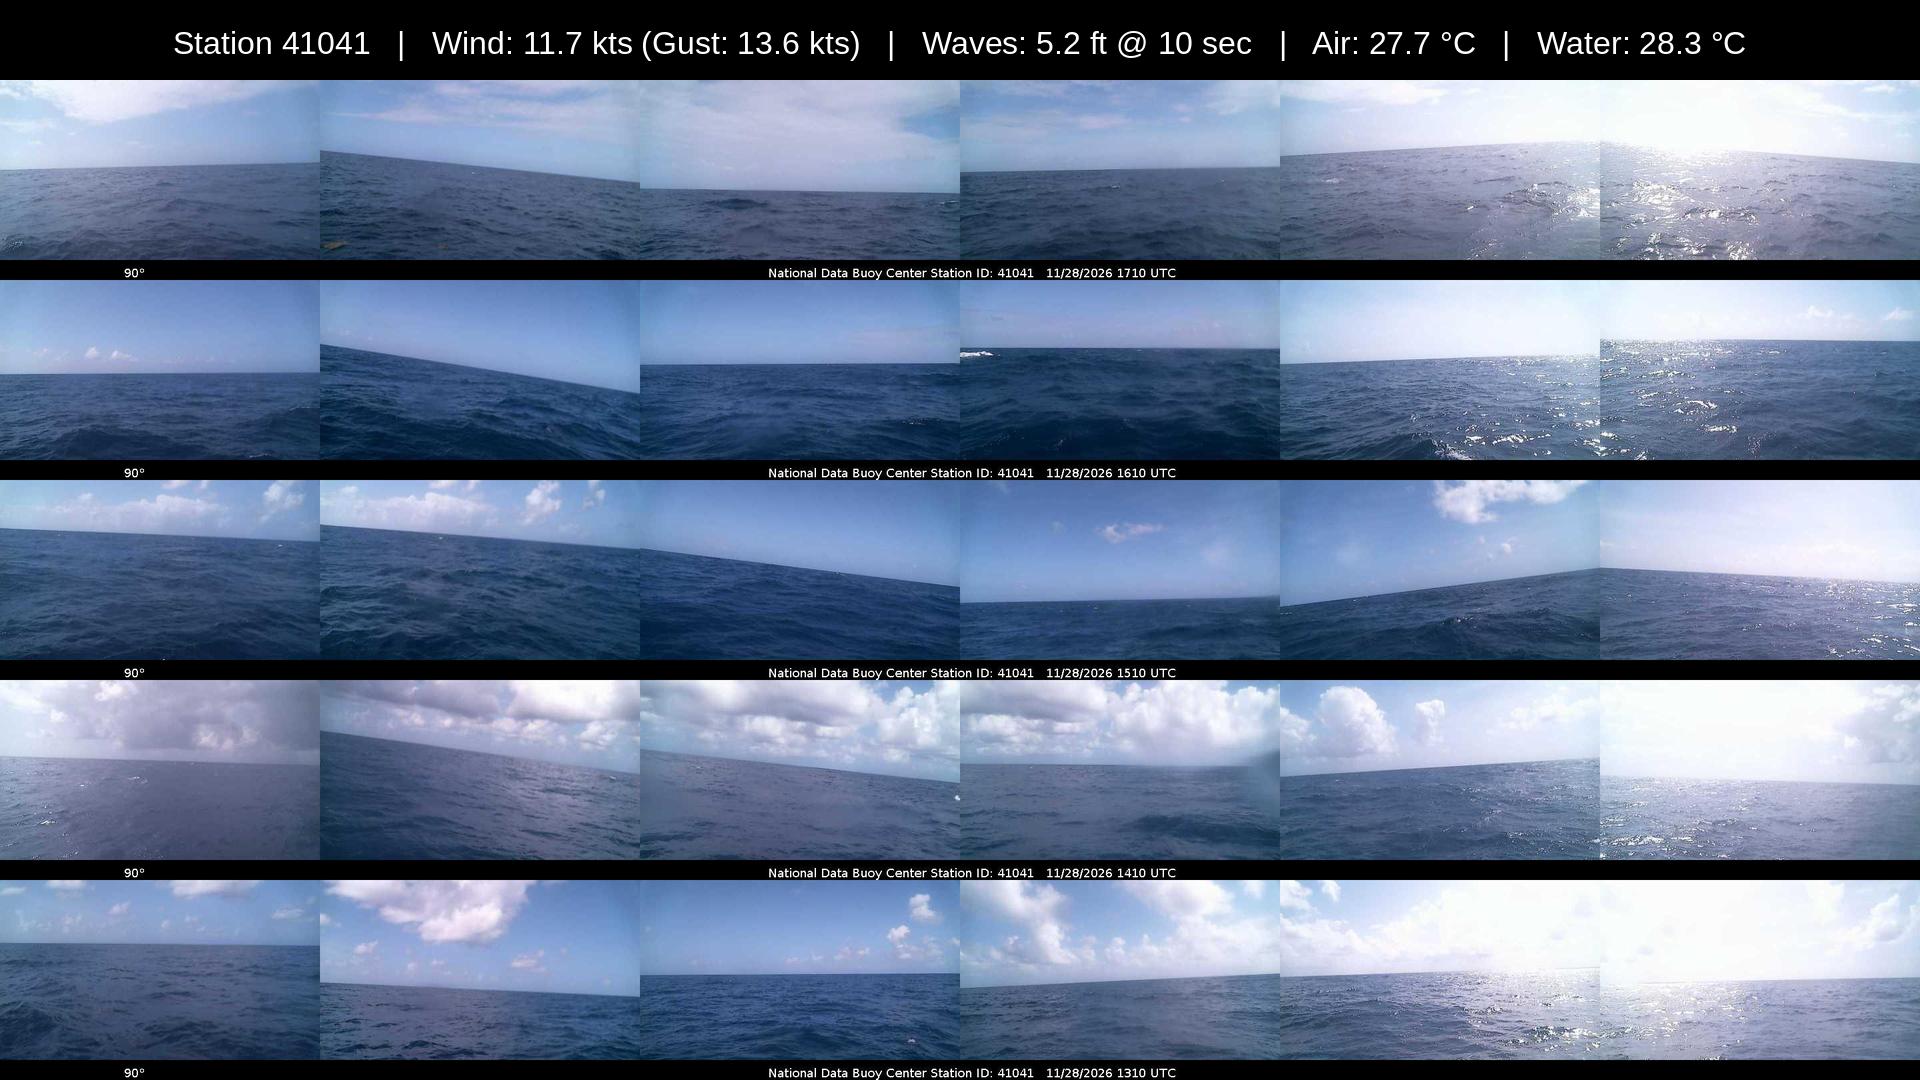 Station 41041 | Wind: 11.7 kts (Gust: 13.6 kts) | Waves: 5.2 ft @ 10 sec | Air: 27.7 °C | Water: 28.3 °C
90° National Data Buoy Center Station ID: 41041 11/28/2026 1710 UTC
90° National Data Buoy Center Station ID: 41041 11/28/2026 1610 UTC
90° National Data Buoy Center Station ID: 41041 11/28/2026 1510 UTC
90° National Data Buoy Center Station ID: 41041 11/28/2026 1410 UTC
90° National Data Buoy Center Station ID: 41041 11/28/2026 1310 UTC